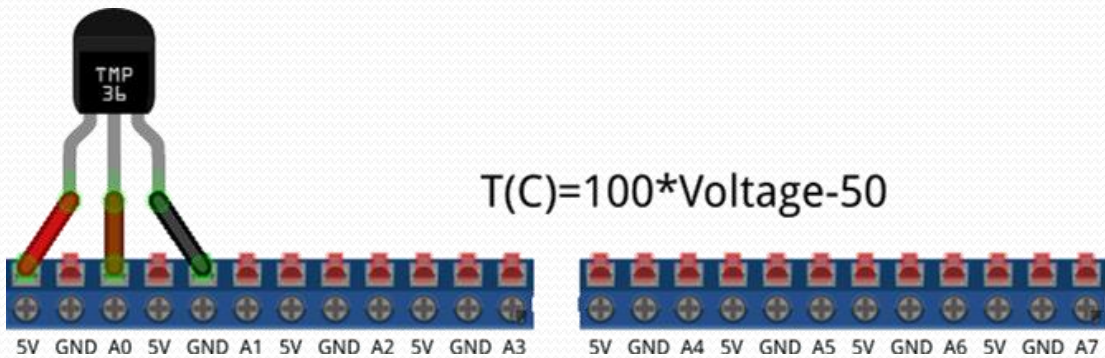 TMP
36
T(C)=100*Voltage-50
5V GND A0 5V GND A1 5V GND A2 5V GND A3 5V GND A4 5V GND A5 5V GND A6 5V GND A7